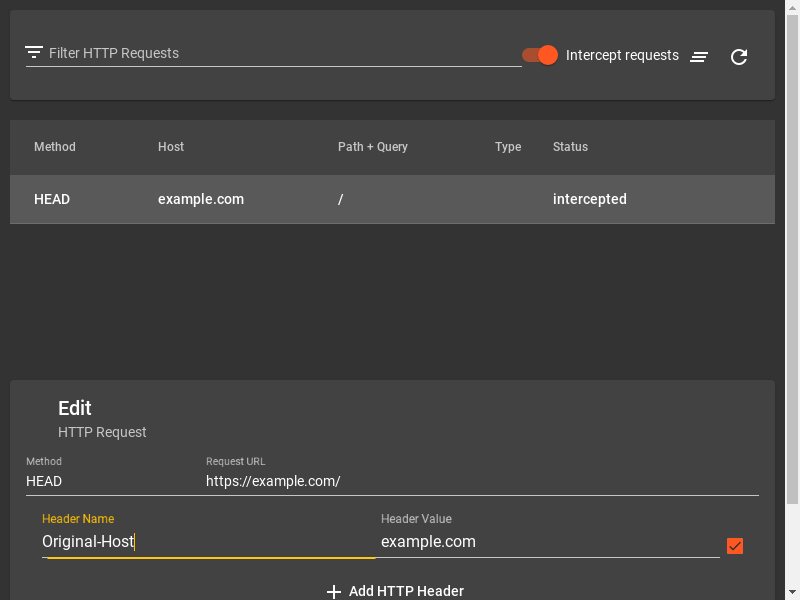 Filter HTTP Requests
Intercept requests
Method Host Path + Query Type Status
HEAD example.com / intercepted
Edit
HTTP Request
Method Request URL
HEAD https://example.com/
Header Name Header Value
Original-Host example.com
Add HTTP Header